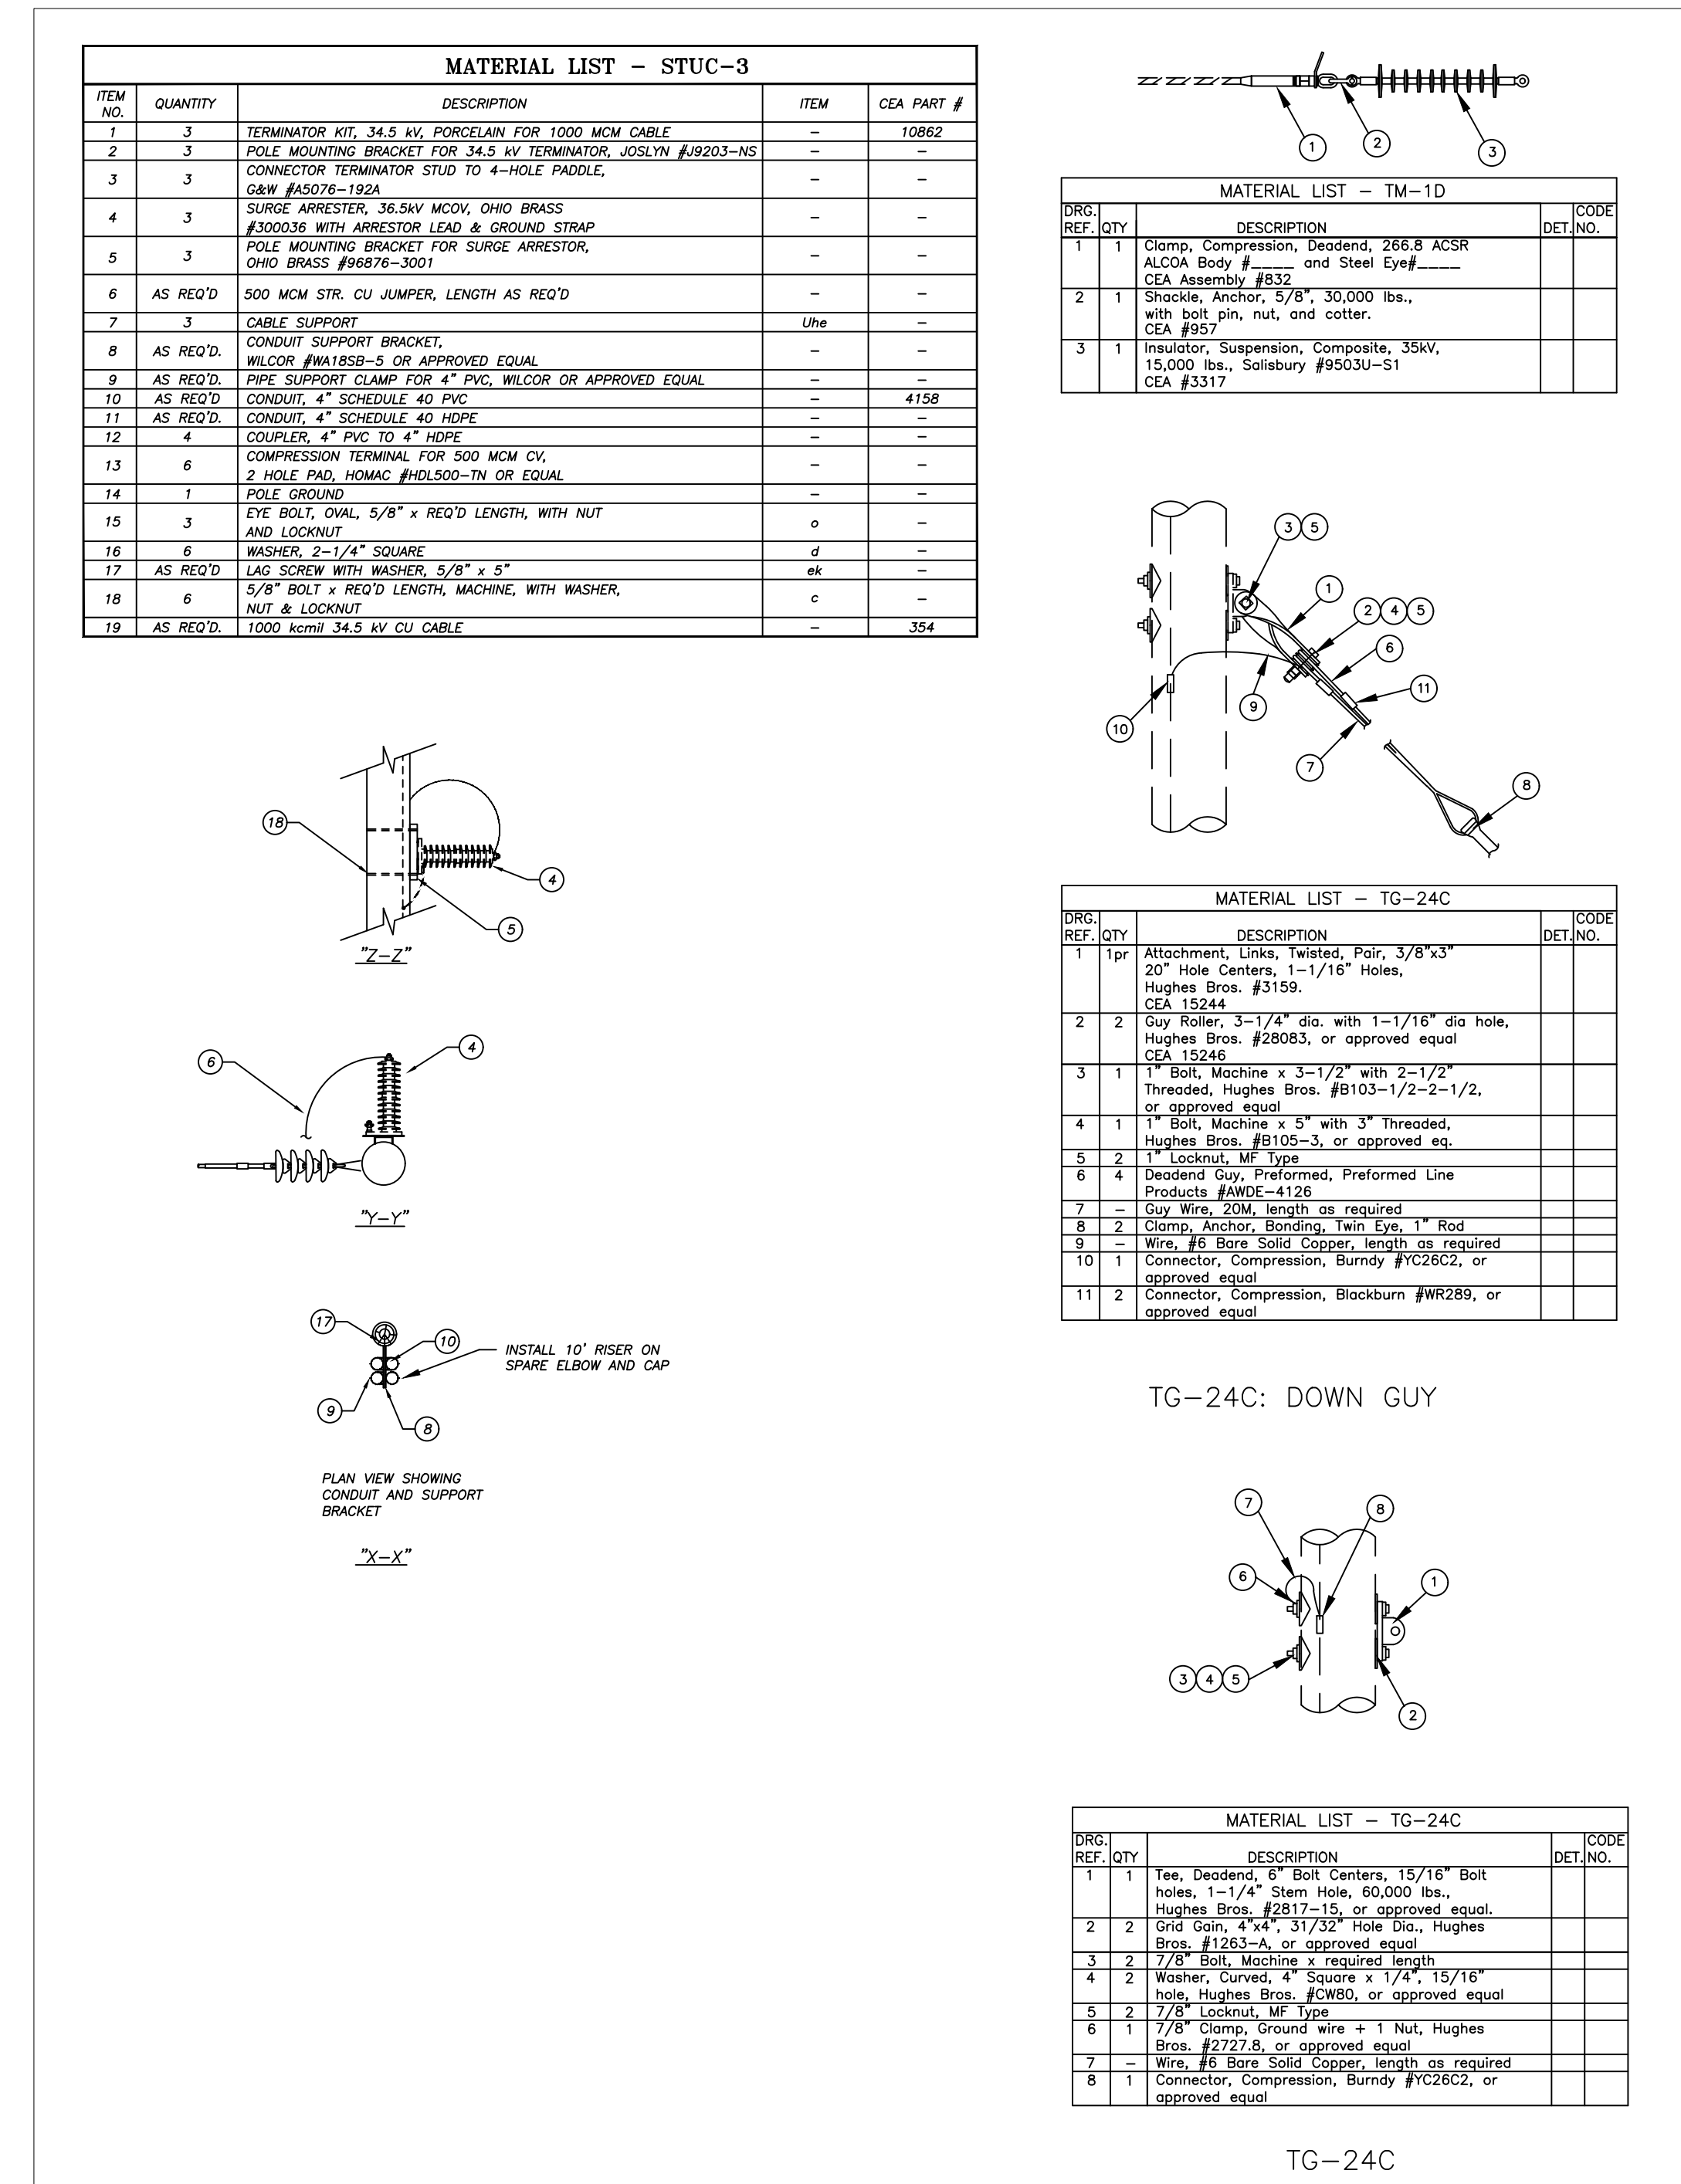 MATERIAL LIST – STUC–3
ITEM NO. QUANTITY DESCRIPTION ITEM CEA PART #
1 3 TERMINATOR KIT, 34.5 kV, PORCELAIN FOR 1000 MCM CABLE – 10862
2 3 POLE MOUNTING BRACKET FOR 34.5 kV TERMINATOR, JOSLYN #J9203–NS – –
3 3 CONNECTOR TERMINATOR STUD TO 4–HOLE PADDLE,
G&W #A5076–192A – –
4 3 SURGE ARRESTER, 36.5kV MCOV, OHIO BRASS
#300036 WITH ARRESTOR LEAD & GROUND STRAP – –
5 3 POLE MOUNTING BRACKET FOR SURGE ARRESTOR,
OHIO BRASS #96876–3001 – –
6 AS REQ'D 500 MCM STR. CU JUMPER, LENGTH AS REQ'D – –
7 3 CABLE SUPPORT Uhe –
8 AS REQ'D. CONDUIT SUPPORT BRACKET,
WILCOR #WA18SB–5 OR APPROVED EQUAL – –
9 AS REQ'D. PIPE SUPPORT CLAMP FOR 4" PVC, WILCOR OR APPROVED EQUAL – –
10 AS REQ'D CONDUIT, 4" SCHEDULE 40 PVC – 4158
11 AS REQ'D. CONDUIT, 4" SCHEDULE 40 HDPE – –
12 4 COUPLER, 4" PVC TO 4" HDPE – –
13 6 COMPRESSION TERMINAL FOR 500 MCM CV,
2 HOLE PAD, HOMAC #HDL500–TN OR EQUAL – –
14 1 POLE GROUND – –
15 3 EYE BOLT, OVAL, 5/8" x REQ'D LENGTH, WITH NUT
AND LOCKNUT o –
16 6 WASHER, 2–1/4" SQUARE d –
17 AS REQ'D LAG SCREW WITH WASHER, 5/8" x 5" ek –
18 6 5/8" BOLT x REQ'D LENGTH, MACHINE, WITH WASHER,
NUT & LOCKNUT c –
19 AS REQ'D. 1000 kcmil 34.5 kV CU CABLE – 354
18
4
5
"Z–Z"
6
4
"Y–Y"
17
10
INSTALL 10' RISER ON
SPARE ELBOW AND CAP
9
8
PLAN VIEW SHOWING
CONDUIT AND SUPPORT
BRACKET
"X–X"
1
2
3
MATERIAL LIST – TM–1D
DRG. REF. QTY DESCRIPTION DET. CODE NO.
1 1 Clamp, Compression, Deadend, 266.8 ACSR
ALCOA Body #____ and Steel Eye#____
CEA Assembly #832
2 1 Shackle, Anchor, 5/8", 30,000 lbs.,
with bolt pin, nut, and cotter.
CEA #957
3 1 Insulator, Suspension, Composite, 35kV,
15,000 lbs., Salisbury #9503U–S1
CEA #3317
3 5
1
2 4 5
6
11
9
10
7
8
MATERIAL LIST – TG–24C
DRG. REF. QTY DESCRIPTION DET. CODE NO.
1 1pr Attachment, Links, Twisted, Pair, 3/8"x3"
20" Hole Centers, 1–1/16" Holes,
Hughes Bros. #3159.
CEA 15244
2 2 Guy Roller, 3–1/4" dia. with 1–1/16" dia hole,
Hughes Bros. #28083, or approved equal
CEA 15246
3 1 1" Bolt, Machine x 3–1/2" with 2–1/2"
Threaded, Hughes Bros. #B103–1/2–2–1/2,
or approved equal
4 1 1" Bolt, Machine x 5" with 3" Threaded,
Hughes Bros. #B105–3, or approved eq.
5 2 1" Locknut, MF Type
6 4 Deadend Guy, Preformed, Preformed Line
Products #AWDE–4126
7 – Guy Wire, 20M, length as required
8 2 Clamp, Anchor, Bonding, Twin Eye, 1" Rod
9 – Wire, #6 Bare Solid Copper, length as required
10 1 Connector, Compression, Burndy #YC26C2, or
approved equal
11 2 Connector, Compression, Blackburn #WR289, or
approved equal
TG–24C: DOWN GUY
7
8
6
1
3 4 5
2
MATERIAL LIST – TG–24C
DRG. REF. QTY DESCRIPTION DET. CODE NO.
1 1 Tee, Deadend, 6" Bolt Centers, 15/16" Bolt
holes, 1–1/4" Stem Hole, 60,000 lbs.,
Hughes Bros. #2817–15, or approved equal.
2 2 Grid Gain, 4"x4", 31/32" Hole Dia., Hughes
Bros. #1263–A, or approved equal
3 2 7/8" Bolt, Machine x required length
4 2 Washer, Curved, 4" Square x 1/4", 15/16"
hole, Hughes Bros. #CW80, or approved equal
5 2 7/8" Locknut, MF Type
6 1 7/8" Clamp, Ground wire + 1 Nut, Hughes
Bros. #2727.8, or approved equal
7 – Wire, #6 Bare Solid Copper, length as required
8 1 Connector, Compression, Burndy #YC26C2, or
approved equal
TG–24C